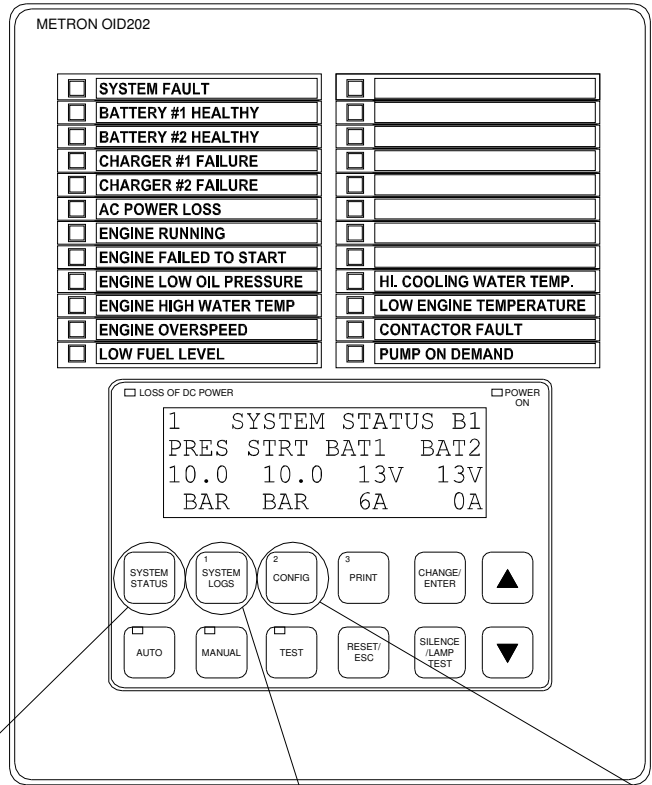 METRON OID202
SYSTEM FAULT
BATTERY #1 HEALTHY
BATTERY #2 HEALTHY
CHARGER #1 FAILURE
CHARGER #2 FAILURE
AC POWER LOSS
ENGINE RUNNING
ENGINE FAILED TO START
ENGINE LOW OIL PRESSURE
ENGINE HIGH WATER TEMP
ENGINE OVERSPEED
LOW FUEL LEVEL
HI. COOLING WATER TEMP.
LOW ENGINE TEMPERATURE
CONTACTOR FAULT
PUMP ON DEMAND
LOSS OF DC POWER
POWER
ON
1 SYSTEM STATUS B1
PRES STRT BAT1 BAT2
10.0 10.0 13V 13V
BAR BAR 6A 0A
SYSTEM
STATUS
1
SYSTEM
LOGS
2
CONFIG
3
PRINT
CHANGE/
ENTER
AUTO
MANUAL
TEST
RESET/
ESC
SILENCE
/LAMP
TEST